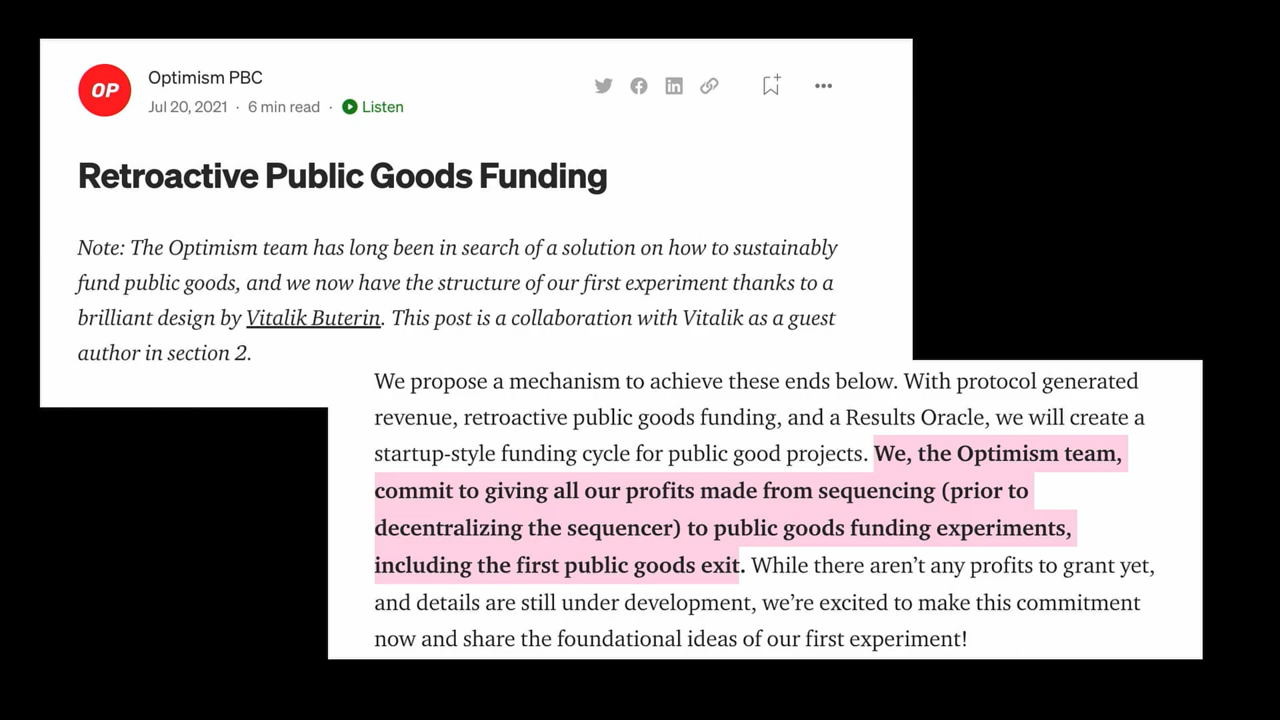 OP
Optimism PBC
Jul 20, 2021 · 6 min read · Listen
Retroactive Public Goods Funding
Note: The Optimism team has long been in search of a solution on how to sustainably
fund public goods, and we now have the structure of our first experiment thanks to a
brilliant design by Vitalik Buterin. This post is a collaboration with Vitalik as a guest
author in section 2.
We propose a mechanism to achieve these ends below. With protocol generated
revenue, retroactive public goods funding, and a Results Oracle, we will create a
startup-style funding cycle for public good projects. We, the Optimism team,
commit to giving all our profits made from sequencing (prior to
decentralizing the sequencer) to public goods funding experiments,
including the first public goods exit. While there aren’t any profits to grant yet,
and details are still under development, we’re excited to make this commitment
now and share the foundational ideas of our first experiment!